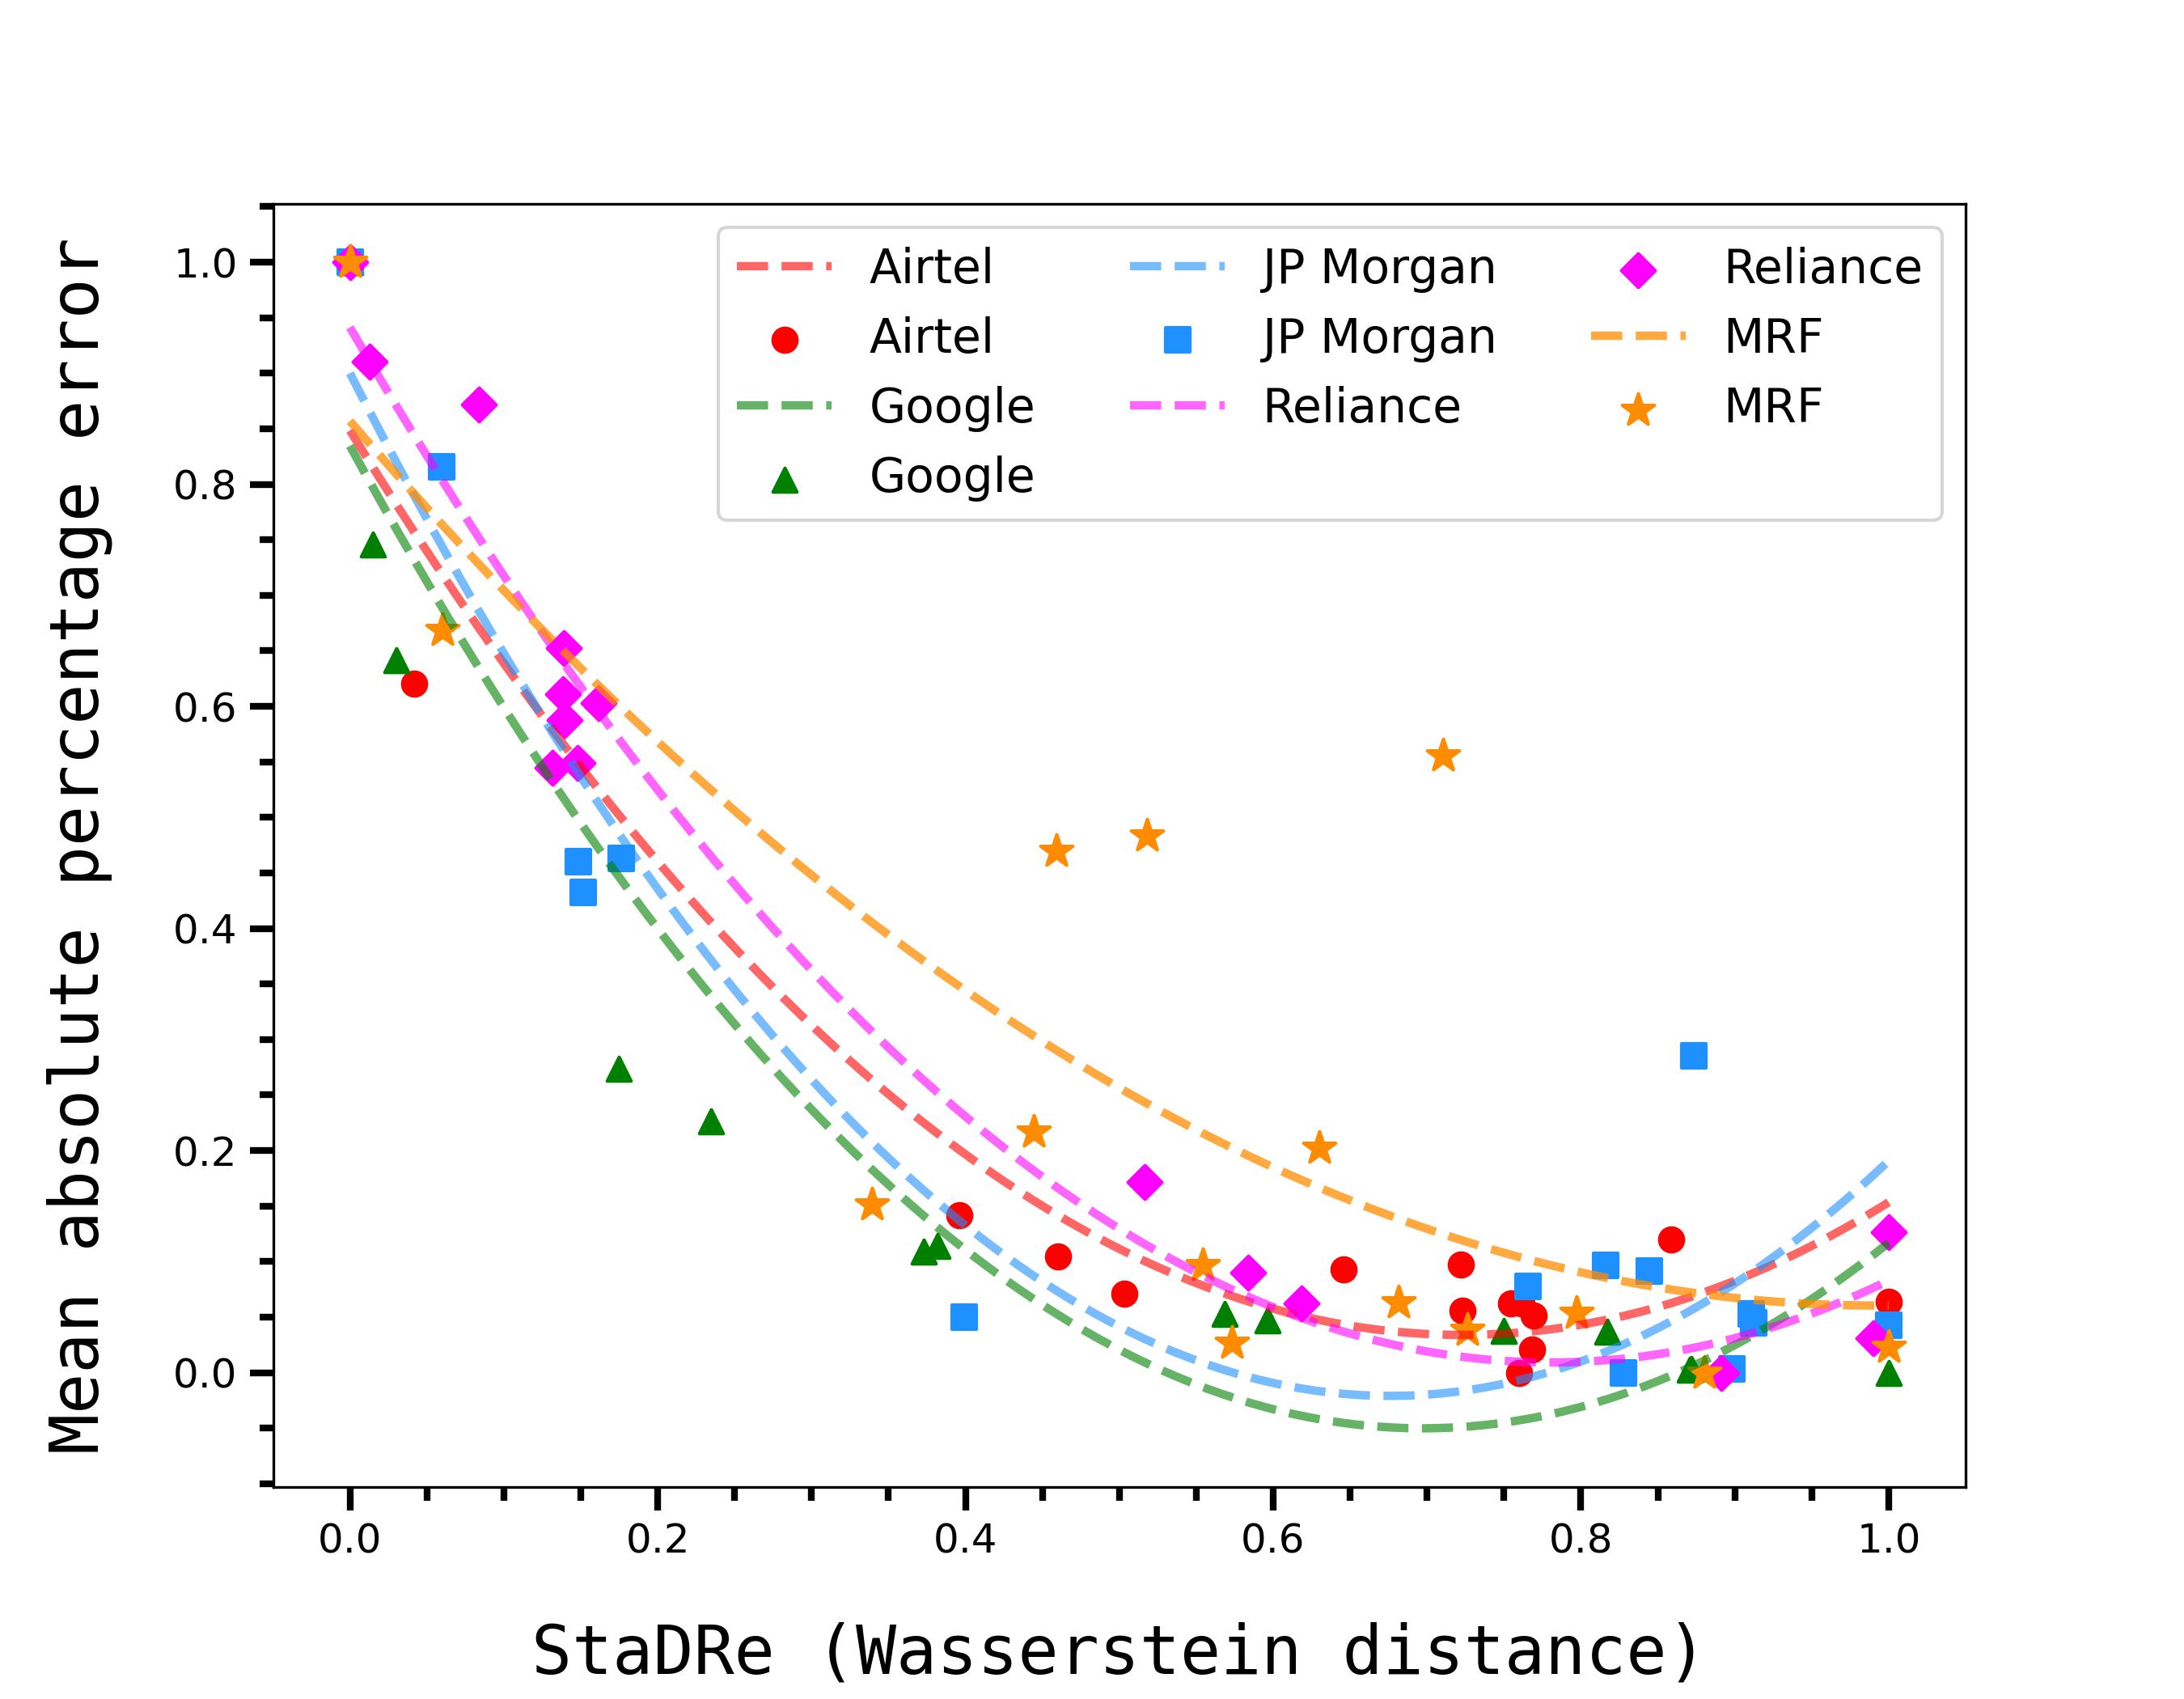 Mean absolute percentage error
1.0
0.8
0.6
0.4
0.2
0.0
Airtel
Airtel
Google
Google
JP Morgan
JP Morgan
Reliance
Reliance
MRF
MRF
0.0 0.2 0.4 0.6 0.8 1.0
StaDRe (Wasserstein distance)